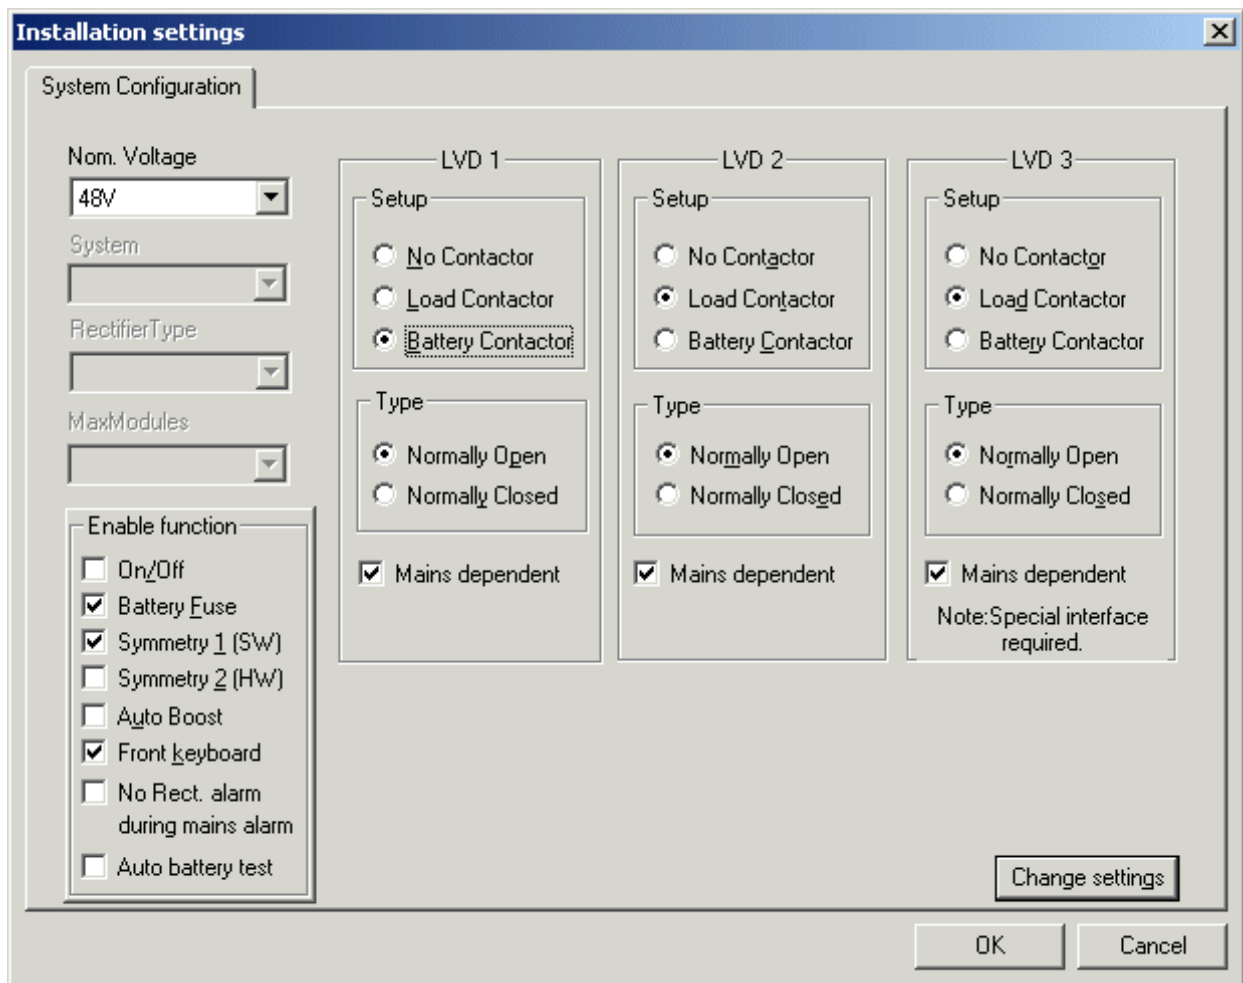 Installation settings
System Configuration
Nom. Voltage
48V
System
RectifierType
MaxModules
Enable function
On/Off
Battery Fuse
Symmetry 1 (SW)
Symmetry 2 (HW)
Auto Boost
Front keyboard
No Rect. alarm
during mains alarm
Auto battery test
LVD 1
Setup
No Contactor
Load Contactor
Battery Contactor
Type
Normally Open
Normally Closed
Mains dependent
LVD 2
Setup
No Contactor
Load Contactor
Battery Contactor
Type
Normally Open
Normally Closed
Mains dependent
LVD 3
Setup
No Contactor
Load Contactor
Battery Contactor
Type
Normally Open
Normally Closed
Mains dependent
Note:Special interface
required.
Change settings
OK
Cancel